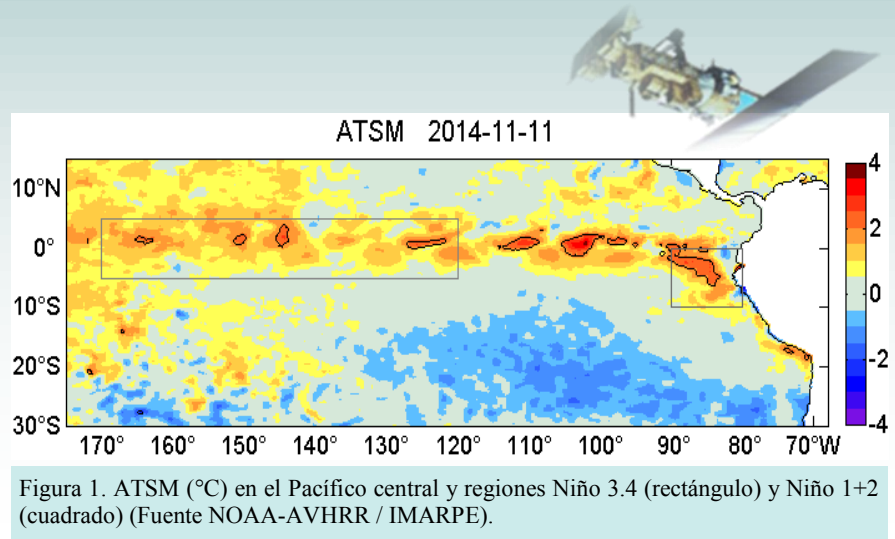 ATSM 2014-11-11
10°N
0°
10°S
20°S
30°S
170° 160° 150° 140° 130° 120° 110° 100° 90° 80° 70°W
4
2
0
-2
-4
Figura 1. ATSM (°C) en el Pacífico central y regiones Niño 3.4 (rectángulo) y Niño 1+2
(cuadrado) (Fuente NOAA-AVHRR / IMARPE).